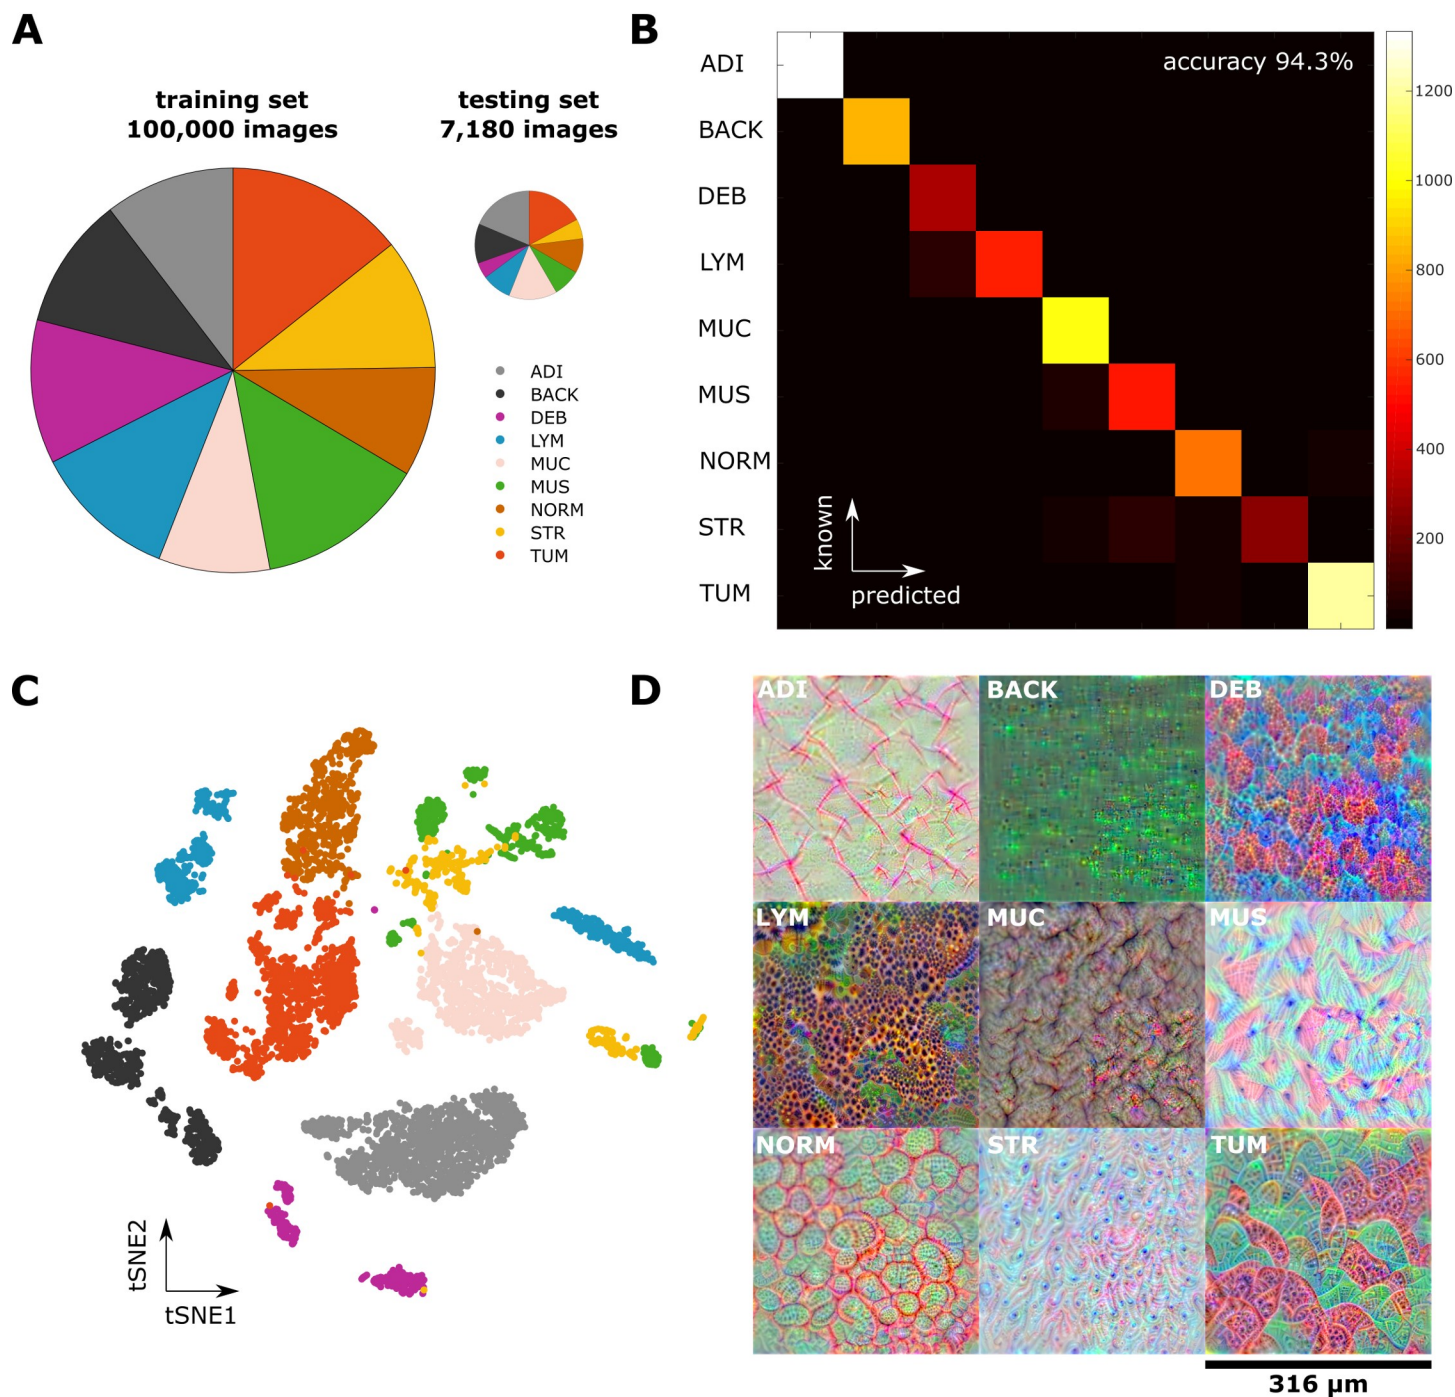 A
training set
100,000 images
testing set
7,180 images
ADI
BACK
DEB
LYM
MUC
MUS
NORM
STR
TUM
B
accuracy 94.3%
ADI
BACK
DEB
LYM
MUC
MUS
NORM
STR
TUM
known
predicted
1200
1000
800
600
400
200
C
tSNE2
tSNE1
D
ADI
BACK
DEB
LYM
MUC
MUS
NORM
STR
TUM
316 µm